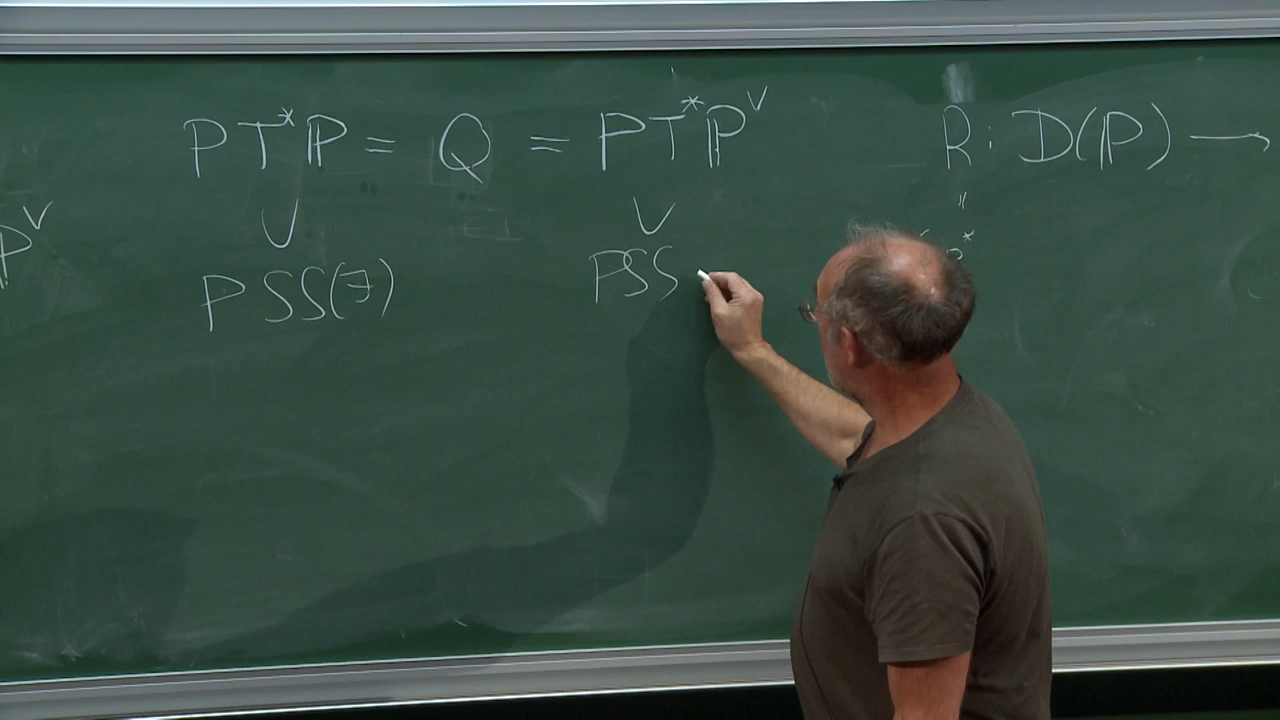 PT*ℙ = Q = PT*ℙ^∨
R : D(ℙ) →
ℙ^∨
∪ ∪
PSS(ℱ) PSS